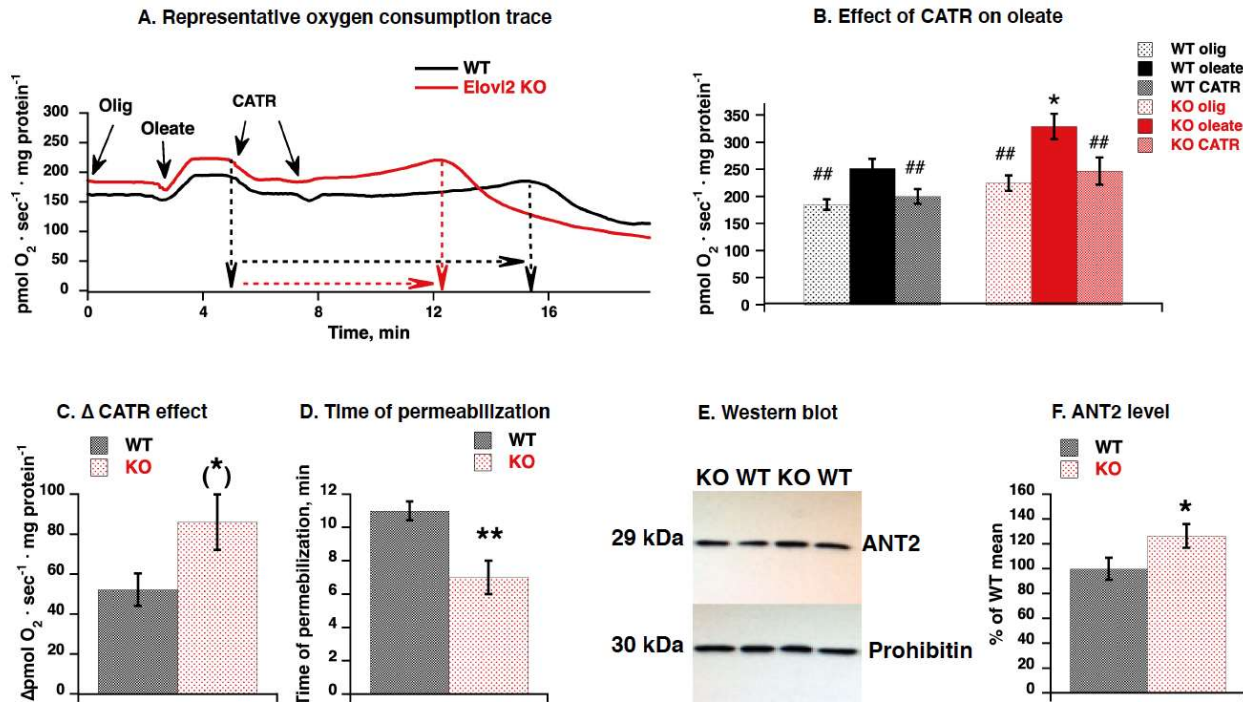 A. Representative oxygen consumption trace
WT
Elovl2 KO
Olig
Oleate
CATR
300
250
200
150
100
50
0
pmol O₂ · sec⁻¹ · mg protein⁻¹
0 4 8 12 16
Time, min
B. Effect of CATR on oleate
WT olig
WT oleate
WT CATR
KO olig
KO oleate
KO CATR
350
300
250
200
150
100
50
0
pmol O₂ · sec⁻¹ · mg protein⁻¹
##
##
##
*
##
C. Δ CATR effect
WT
KO
(*)
100
80
60
40
20
0
Δpmol O₂ · sec⁻¹ · mg protein⁻¹
D. Time of permeabilization
WT
KO
**
12
10
8
6
4
2
0
Time of permebilization, min
E. Western blot
KO WT KO WT
29 kDa
ANT2
30 kDa
Prohibitin
F. ANT2 level
WT
KO
*
160
140
120
100
80
60
40
20
0
% of WT mean